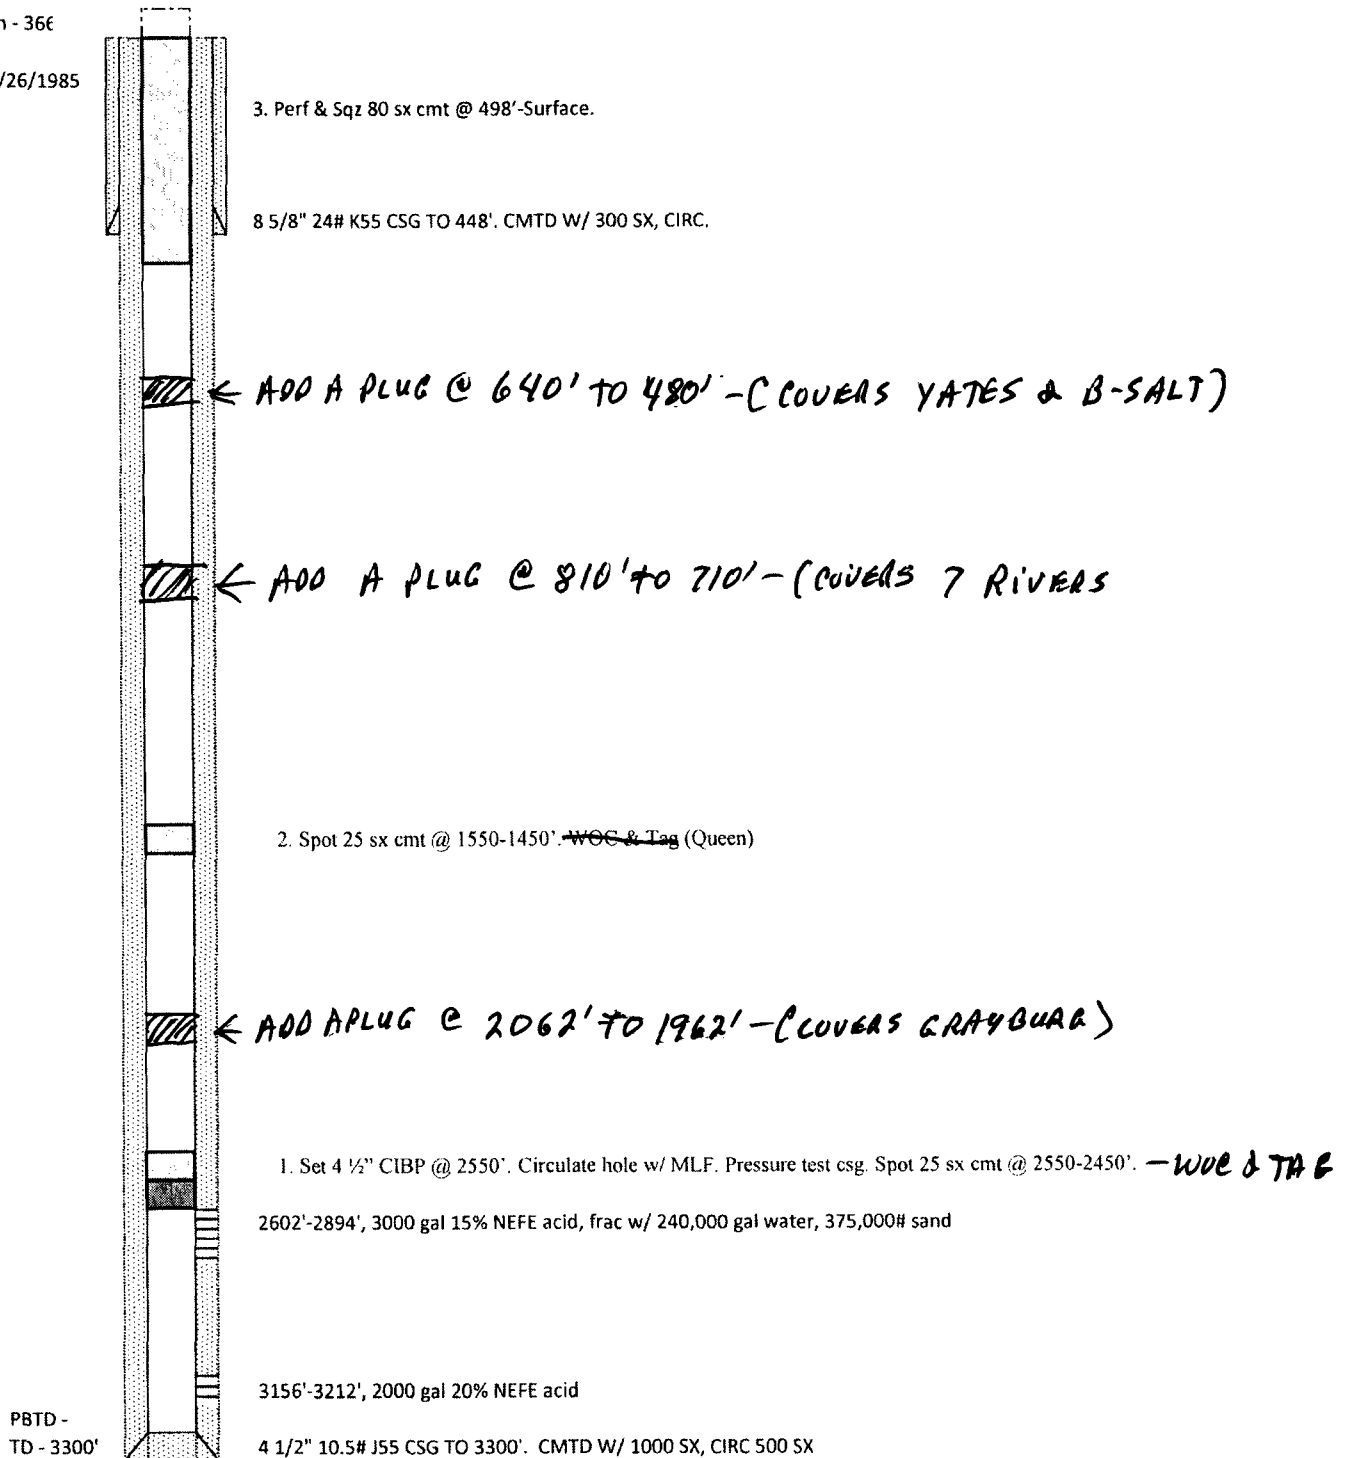 n - 366
/26/1985
3. Perf & Sqz 80 sx cmt @ 498'-Surface.
8 5/8" 24# K55 CSG TO 448'. CMTD W/ 300 SX, CIRC.
← ADD A PLUG @ 640' TO 480' - (COVERS YATES & B-SALT)
← ADD A PLUG @ 810' TO 710' - (COVERS 7 RIVERS
2. Spot 25 sx cmt @ 1550-1450'. WOC & Tag (Queen)
← ADD A PLUG @ 2062' TO 1962' - (COVERS GRAYBURG)
1. Set 4 ½" CIBP @ 2550'. Circulate hole w/ MLF. Pressure test csg. Spot 25 sx cmt @ 2550-2450'. - WOC & TAG
2602'-2894', 3000 gal 15% NEFE acid, frac w/ 240,000 gal water, 375,000# sand
3156'-3212', 2000 gal 20% NEFE acid
PBTD -
TD - 3300'
4 1/2" 10.5# J55 CSG TO 3300'. CMTD W/ 1000 SX, CIRC 500 SX